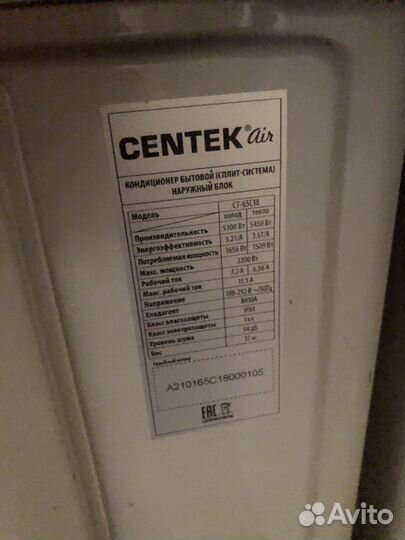 CENTEK® air
КОНДИЦИОНЕР БЫТОВОЙ (СПЛИТ-СИСТЕМА)
НАРУЖНЫЙ БЛОК
Модель CT-65C18
холод тепло
Производительность 5300 Вт 5450 Вт
Энергоэффективность 3.21/А 3.61/А
Потребляемая мощность 1656 Вт 1509 Вт
Макс. мощность 2200 Вт
Рабочий ток 7.2 А 6.56 А
Макс. рабочий ток 11.1 А
Напряжение 198-252 В ~/50Гц
Хладагент R410A
Класс влагозащиты IPX4
Класс электрозащиты I кл.
Уровень шума 54 дБ
Вес 37 кг
Серийный номер
A210165C18000105
EAC
Avito